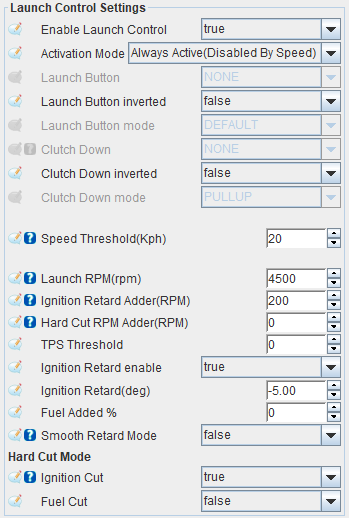 Launch Control Settings
Enable Launch Control true
Activation Mode Always Active(Disabled By Speed)
Launch Button NONE
Launch Button inverted false
Launch Button mode DEFAULT
? Clutch Down NONE
Clutch Down inverted false
Clutch Down mode PULLUP
? Speed Threshold(Kph) 20
? Launch RPM(rpm) 4500
? Ignition Retard Adder(RPM) 200
? Hard Cut RPM Adder(RPM) 0
TPS Threshold 0
Ignition Retard enable true
Ignition Retard(deg) -5.00
Fuel Added % 0
? Smooth Retard Mode false
Hard Cut Mode
? Ignition Cut true
Fuel Cut false